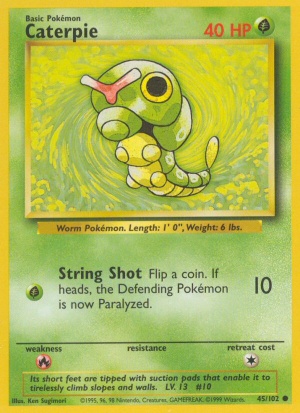 Basic Pokémon
Caterpie 40 HP
Worm Pokémon. Length: 1' 0", Weight: 6 lbs.
String Shot Flip a coin. If
heads, the Defending Pokémon 10
is now Paralyzed.
weakness resistance retreat cost
Its short feet are tipped with suction pads that enable it to
tirelessly climb slopes and walls. LV. 13 #10
Illus. Ken Sugimori ©1995, 96, 98 Nintendo, Creatures, GAMEFREAK. ©1999 Wizards. 45/102